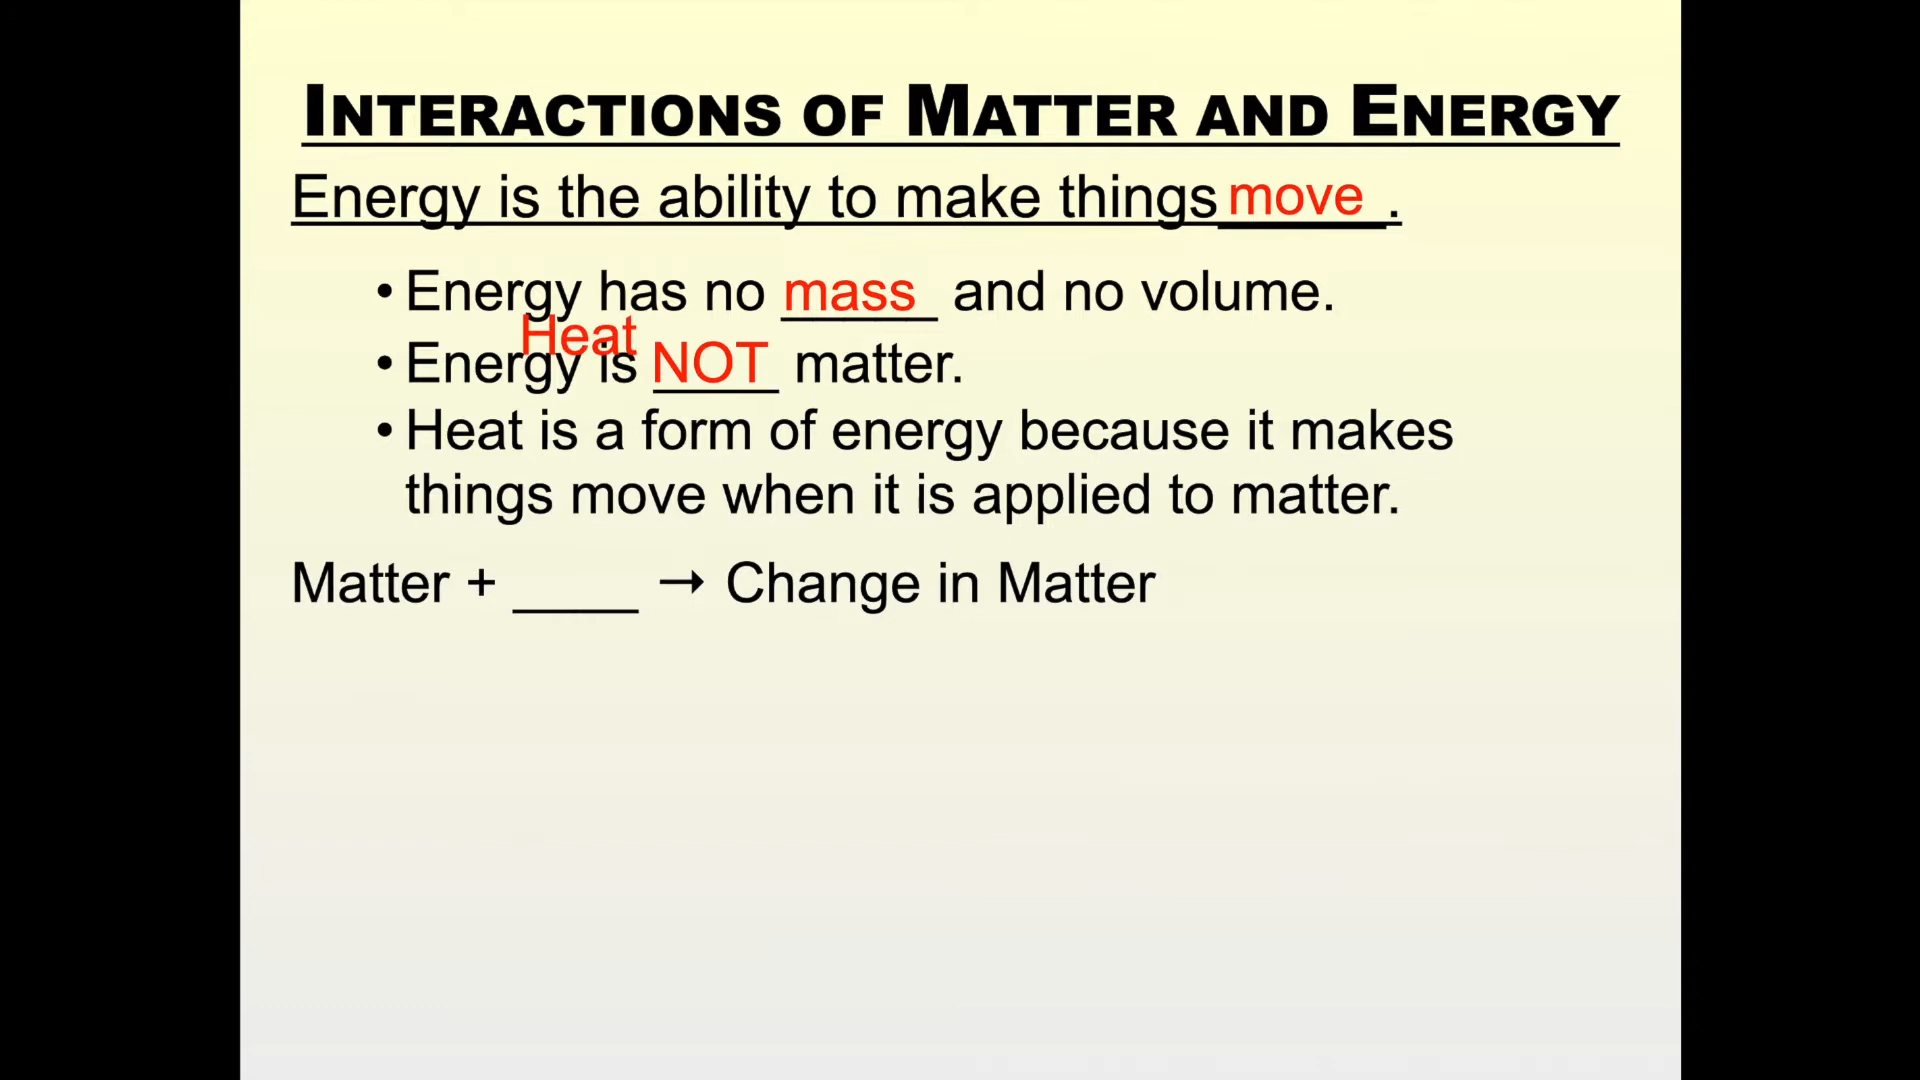 INTERACTIONS OF MATTER AND ENERGY
Energy is the ability to make things move.
• Energy has no mass and no volume.
Heat
• Energy is NOT matter.
• Heat is a form of energy because it makes
things move when it is applied to matter.
Matter + ____ → Change in Matter